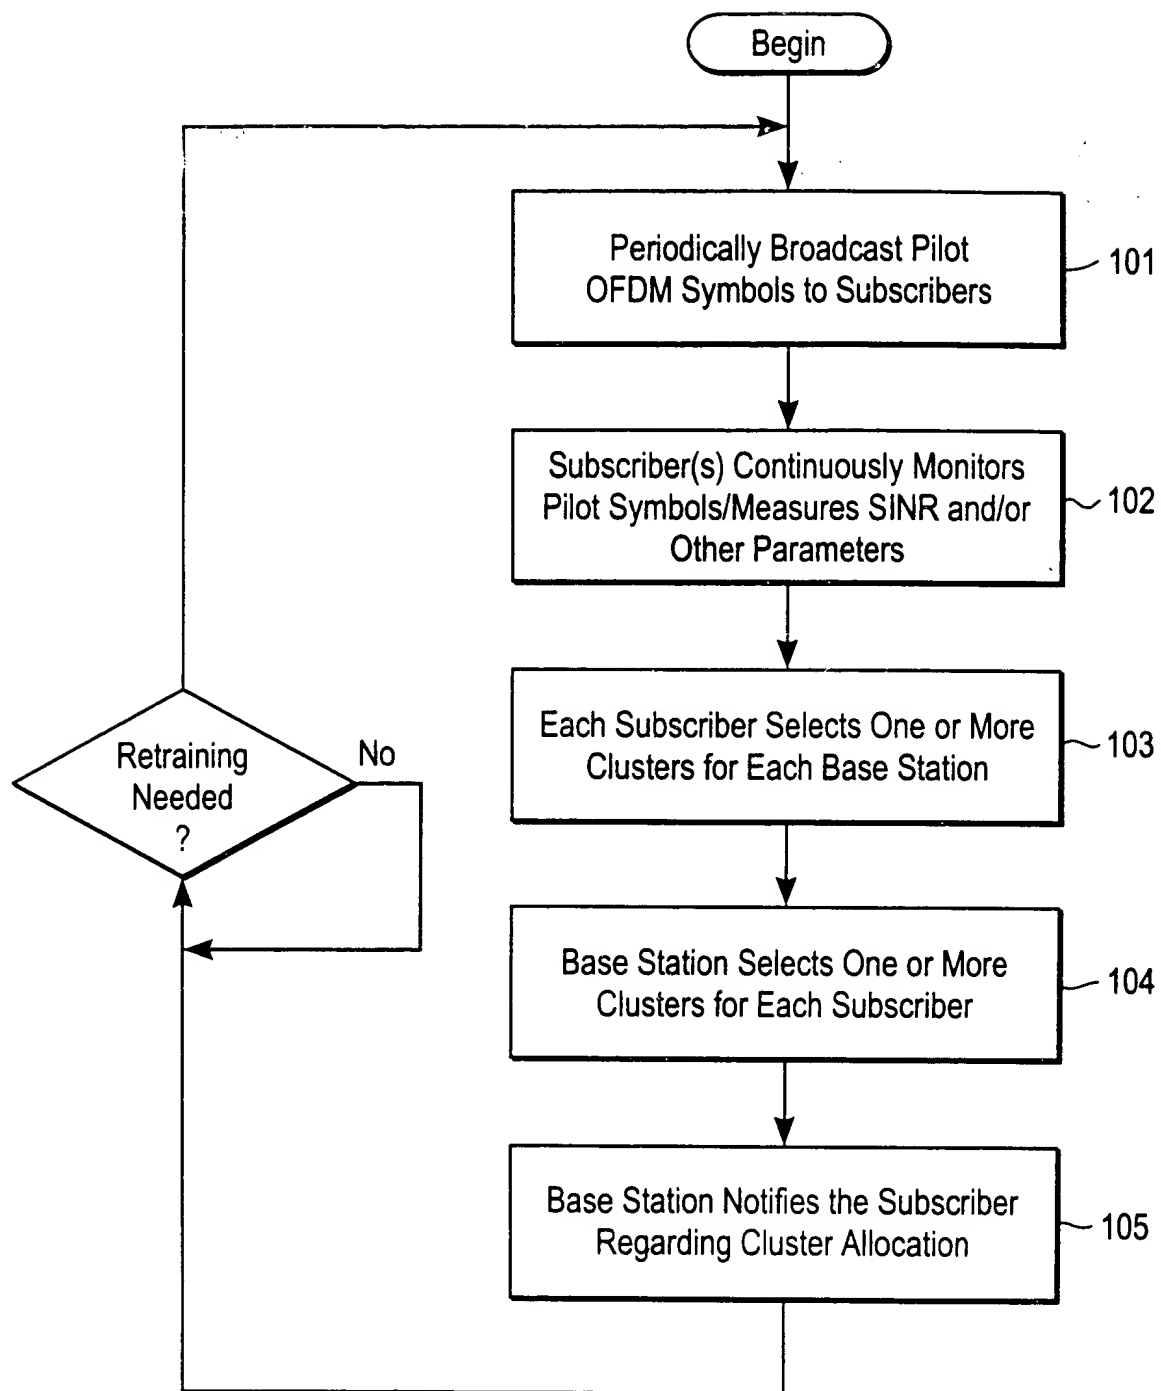 Begin
Periodically Broadcast Pilot
OFDM Symbols to Subscribers
101
Subscriber(s) Continuously Monitors
Pilot Symbols/Measures SINR and/or
Other Parameters
102
Each Subscriber Selects One or More
Clusters for Each Base Station
103
Base Station Selects One or More
Clusters for Each Subscriber
104
Base Station Notifies the Subscriber
Regarding Cluster Allocation
105
Retraining
Needed
?
No